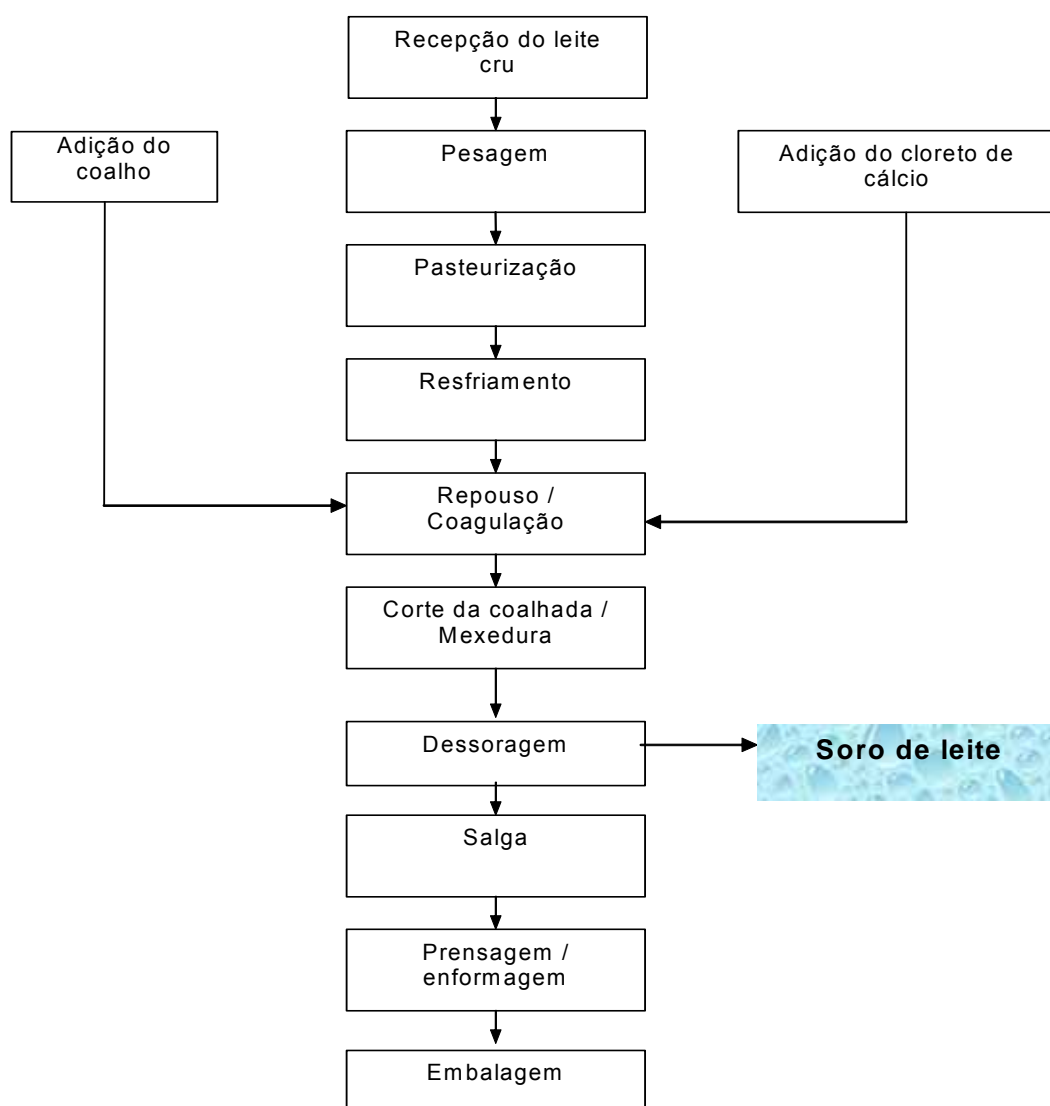 Recepção do leite
cru
Adição do
coalho
Pesagem
Adição do cloreto de
cálcio
Pasteurização
Resfriamento
Repouso /
Coagulação
Corte da coalhada /
Mexedura
Dessoragem
Soro de leite
Salga
Prensagem /
enformagem
Embalagem